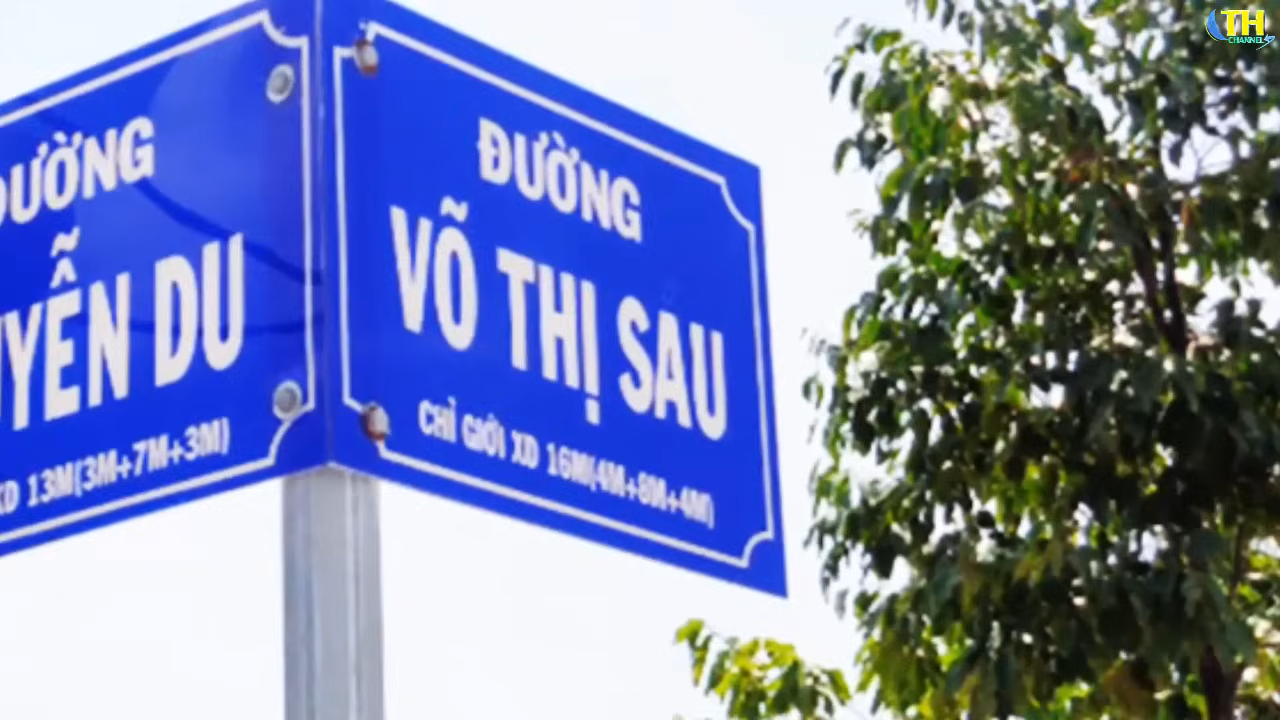 ĐƯỜNG
YỄN DU
XD 13M(3M+7M+3M)
ĐƯỜNG
VÕ THỊ SAU
CHỈ GIỚI XD 16M(4M+8M+4M)
TH
CHANNEL